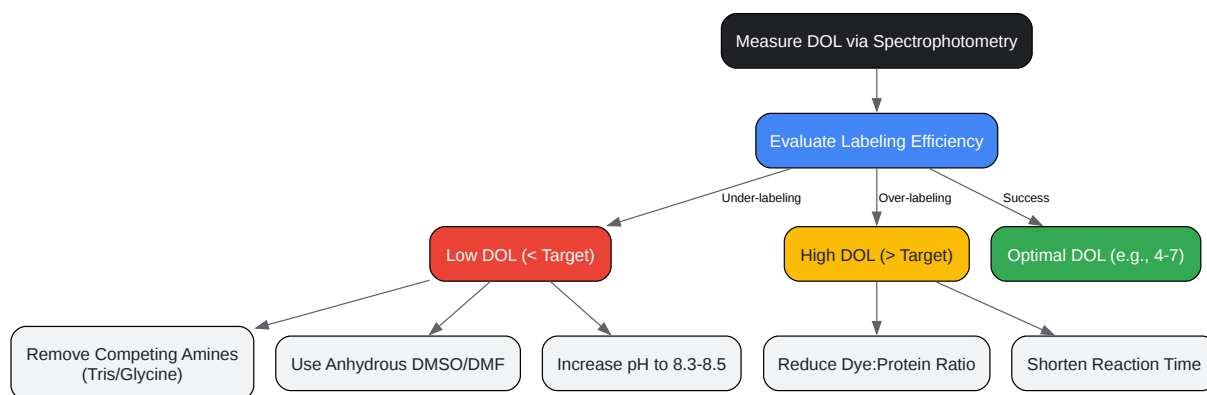 Measure DOL via Spectrophotometry
Evaluate Labeling Efficiency
Under-labeling
Over-labeling
Success
Low DOL (< Target)
High DOL (> Target)
Optimal DOL (e.g., 4-7)
Remove Competing Amines
(Tris/Glycine)
Use Anhydrous DMSO/DMF
Increase pH to 8.3-8.5
Reduce Dye:Protein Ratio
Shorten Reaction Time